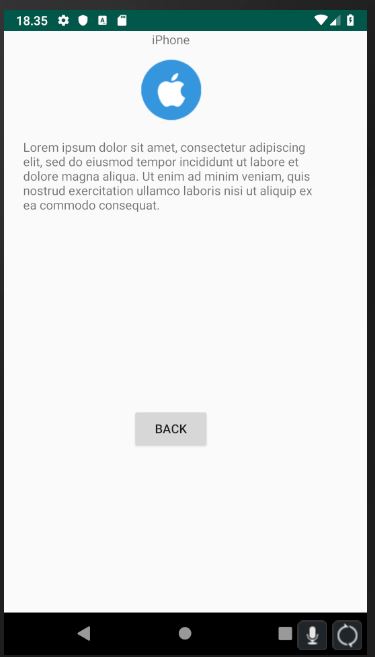 18.35
iPhone
Lorem ipsum dolor sit amet, consectetur adipiscing
elit, sed do eiusmod tempor incididunt ut labore et
dolore magna aliqua. Ut enim ad minim veniam, quis
nostrud exercitation ullamco laboris nisi ut aliquip ex
ea commodo consequat.
BACK